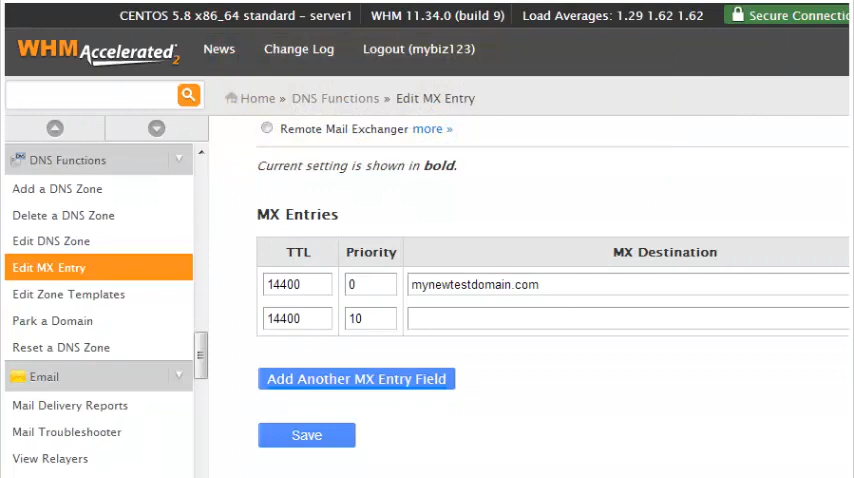 CENTOS 5.8 x86_64 standard - server1 WHM 11.34.0 (build 9) Load Averages: 1.29 1.62 1.62 Secure Connectio
WHM Accelerated 2 News Change Log Logout (mybiz123)
Home » DNS Functions » Edit MX Entry
Remote Mail Exchanger more »
Current setting is shown in bold.
DNS Functions
Add a DNS Zone
Delete a DNS Zone
Edit DNS Zone
Edit MX Entry
Edit Zone Templates
Park a Domain
Reset a DNS Zone
Email
Mail Delivery Reports
Mail Troubleshooter
View Relayers
MX Entries
TTL Priority MX Destination
14400 0 mynewtestdomain.com
14400 10
Add Another MX Entry Field
Save